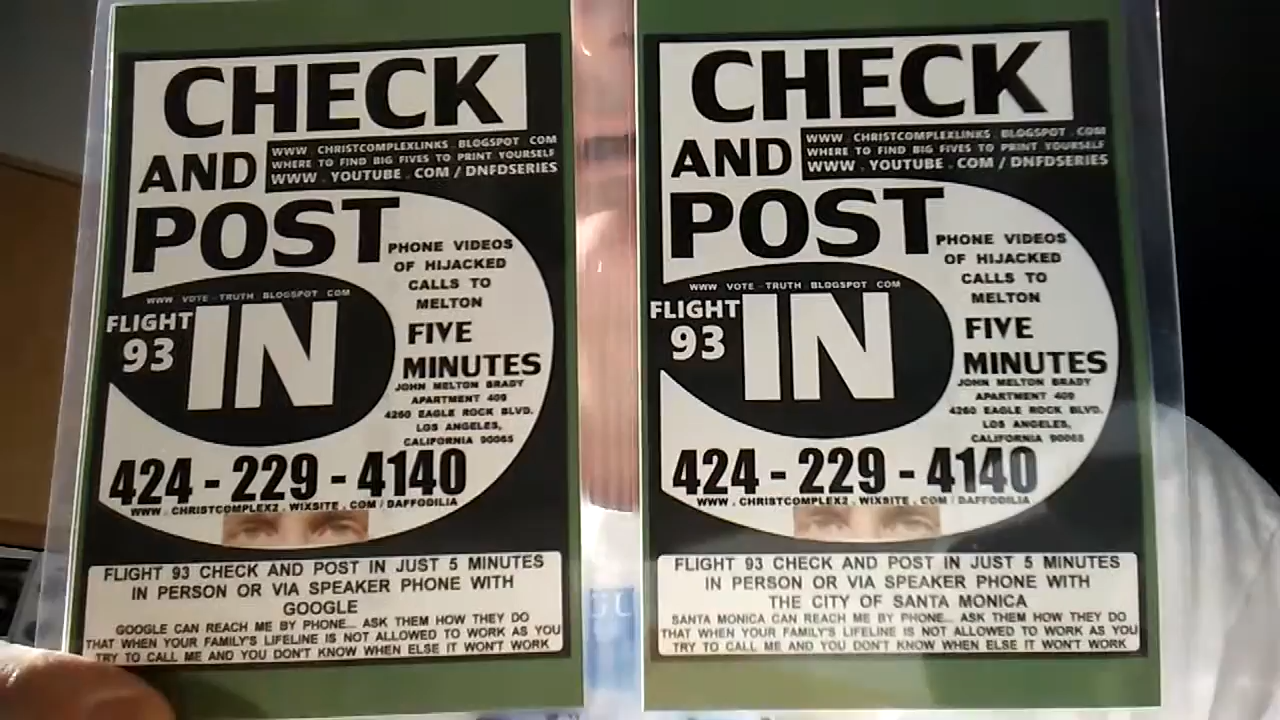 CHECK
AND
WWW . CHRISTCOMPLEXLINKS . BLOGSPOT . COM
WHERE TO FIND BIG FIVES TO PRINT YOURSELF
WWW . YOUTUBE . COM / DNFDSERIES
POST
PHONE VIDEOS
OF HIJACKED
CALLS TO
MELTON
WWW . VOTE - TRUTH . BLOGSPOT . COM
FLIGHT
93
IN
FIVE
MINUTES
JOHN MELTON BRADY
APARTMENT 409
4260 EAGLE ROCK BLVD.
LOS ANGELES,
CALIFORNIA 90065
424 - 229 - 4140
WWW . CHRISTCOMPLEX2 . WIXSITE . COM / DAFFODILIA
FLIGHT 93 CHECK AND POST IN JUST 5 MINUTES
IN PERSON OR VIA SPEAKER PHONE WITH
GOOGLE
GOOGLE CAN REACH ME BY PHONE... ASK THEM HOW THEY DO
THAT WHEN YOUR FAMILY'S LIFELINE IS NOT ALLOWED TO WORK AS YOU
TRY TO CALL ME AND YOU DON'T KNOW WHEN ELSE IT WON'T WORK
CHECK
AND
WWW . CHRISTCOMPLEXLINKS . BLOGSPOT . COM
WHERE TO FIND BIG FIVES TO PRINT YOURSELF
WWW . YOUTUBE . COM / DNFDSERIES
POST
PHONE VIDEOS
OF HIJACKED
CALLS TO
MELTON
WWW . VOTE - TRUTH . BLOGSPOT . COM
FLIGHT
93
IN
FIVE
MINUTES
JOHN MELTON BRADY
APARTMENT 409
4260 EAGLE ROCK BLVD.
LOS ANGELES,
CALIFORNIA 90065
424 - 229 - 4140
WWW . CHRISTCOMPLEX2 . WIXSITE . COM / DAFFODILIA
FLIGHT 93 CHECK AND POST IN JUST 5 MINUTES
IN PERSON OR VIA SPEAKER PHONE WITH
THE CITY OF SANTA MONICA
SANTA MONICA CAN REACH ME BY PHONE... ASK THEM HOW THEY DO
THAT WHEN YOUR FAMILY'S LIFELINE IS NOT ALLOWED TO WORK AS YOU
TRY TO CALL ME AND YOU DON'T KNOW WHEN ELSE IT WON'T WORK